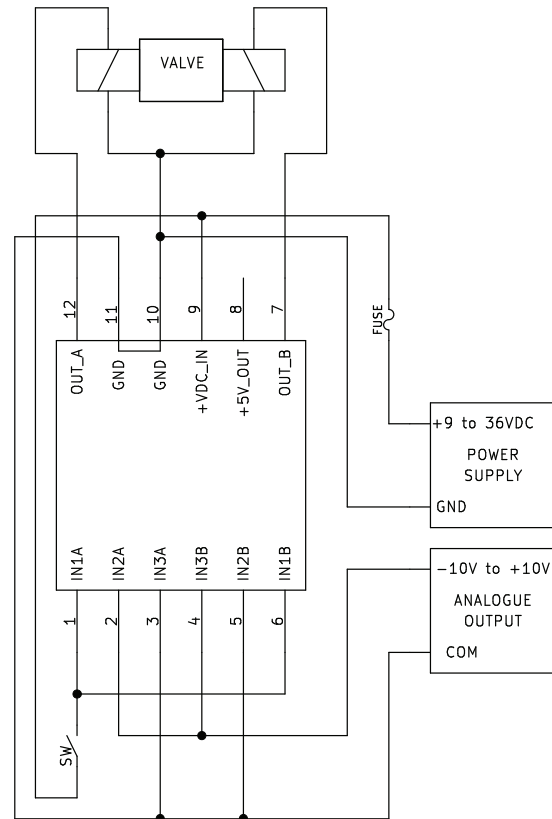 VALVE
12
11
10
9
8
7
FUSE
OUT_A
GND
GND
+VDC_IN
+5V_OUT
OUT_B
+9 to 36VDC
POWER
SUPPLY
GND
IN1A
IN2A
IN3A
IN3B
IN2B
IN1B
-10V to +10V
ANALOGUE
OUTPUT
COM
1
2
3
4
5
6
SW